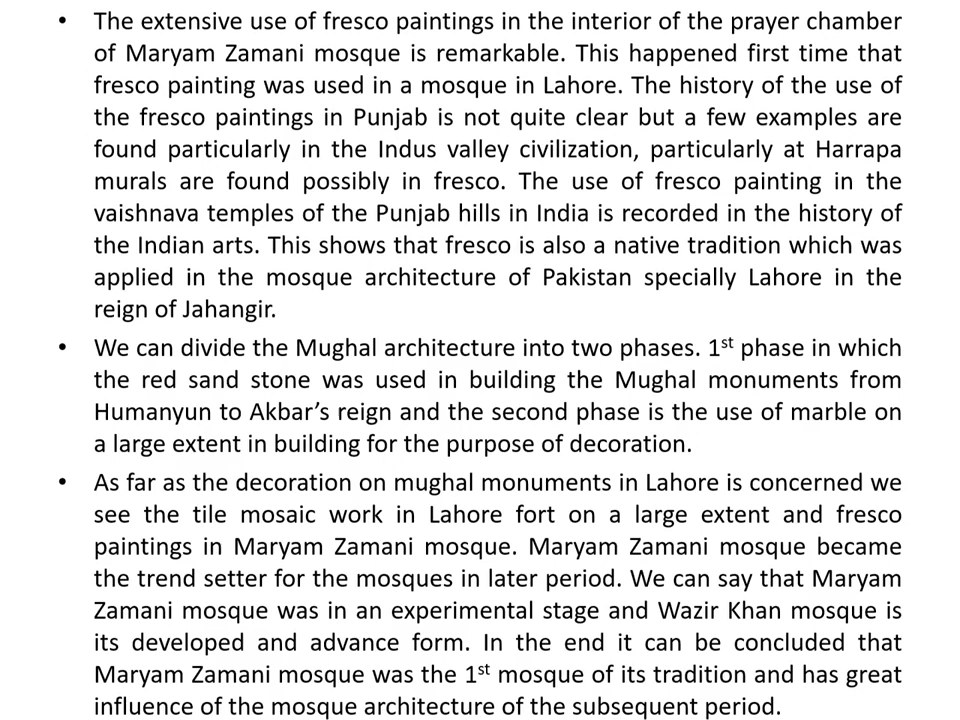 • The extensive use of fresco paintings in the interior of the prayer chamber
of Maryam Zamani mosque is remarkable. This happened first time that
fresco painting was used in a mosque in Lahore. The history of the use of
the fresco paintings in Punjab is not quite clear but a few examples are
found particularly in the Indus valley civilization, particularly at Harrapa
murals are found possibly in fresco. The use of fresco painting in the
vaishnava temples of the Punjab hills in India is recorded in the history of
the Indian arts. This shows that fresco is also a native tradition which was
applied in the mosque architecture of Pakistan specially Lahore in the
reign of Jahangir.
• We can divide the Mughal architecture into two phases. 1st phase in which
the red sand stone was used in building the Mughal monuments from
Humanyun to Akbar’s reign and the second phase is the use of marble on
a large extent in building for the purpose of decoration.
• As far as the decoration on mughal monuments in Lahore is concerned we
see the tile mosaic work in Lahore fort on a large extent and fresco
paintings in Maryam Zamani mosque. Maryam Zamani mosque became
the trend setter for the mosques in later period. We can say that Maryam
Zamani mosque was in an experimental stage and Wazir Khan mosque is
its developed and advance form. In the end it can be concluded that
Maryam Zamani mosque was the 1st mosque of its tradition and has great
influence of the mosque architecture of the subsequent period.